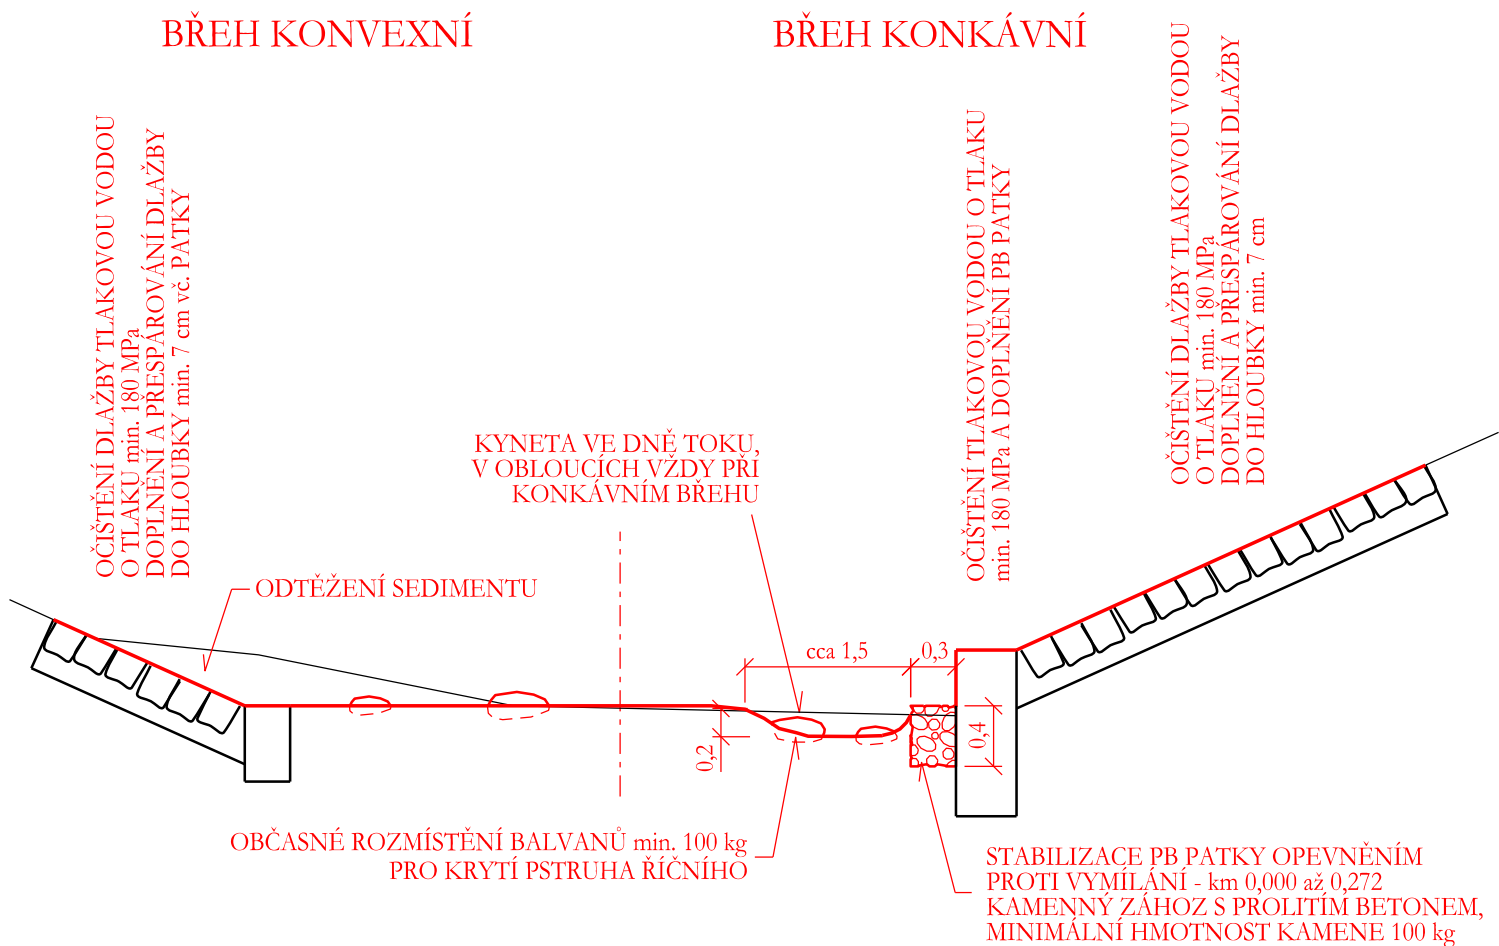 BŘEH KONVEXNÍ
BŘEH KONKÁVNÍ
OČIŠTĚNÍ DLAŽBY TLAKOVOU VODOU
O TLAKU min. 180 MPa
DOPLNĚNÍ A PŘESPÁROVÁNÍ DLAŽBY
DO HLOUBKY min. 7 cm vč. PATKY
OČIŠTĚNÍ TLAKOVOU VODOU O TLAKU
min. 180 MPa A DOPLNĚNÍ PB PATKY
OČIŠTĚNÍ DLAŽBY TLAKOVOU VODOU
O TLAKU min. 180 MPa
DOPLNĚNÍ A PŘESPÁROVÁNÍ DLAŽBY
DO HLOUBKY min. 7 cm
KYNETA VE DNĚ TOKU,
V OBLOUCÍCH VŽDY PŘI
KONKÁVNÍM BŘEHU
ODTĚŽENÍ SEDIMENTU
cca 1,5
0,3
0,2
0,4
OBČASNÉ ROZMÍSTĚNÍ BALVANŮ min. 100 kg
PRO KRYTÍ PSTRUHA ŘÍČNÍHO
STABILIZACE PB PATKY OPEVNĚNÍM
PROTI VYMÍLÁNÍ - km 0,000 až 0,272
KAMENNÝ ZÁHOZ S PROLITÍM BETONEM,
MINIMÁLNÍ HMOTNOST KAMENE 100 kg